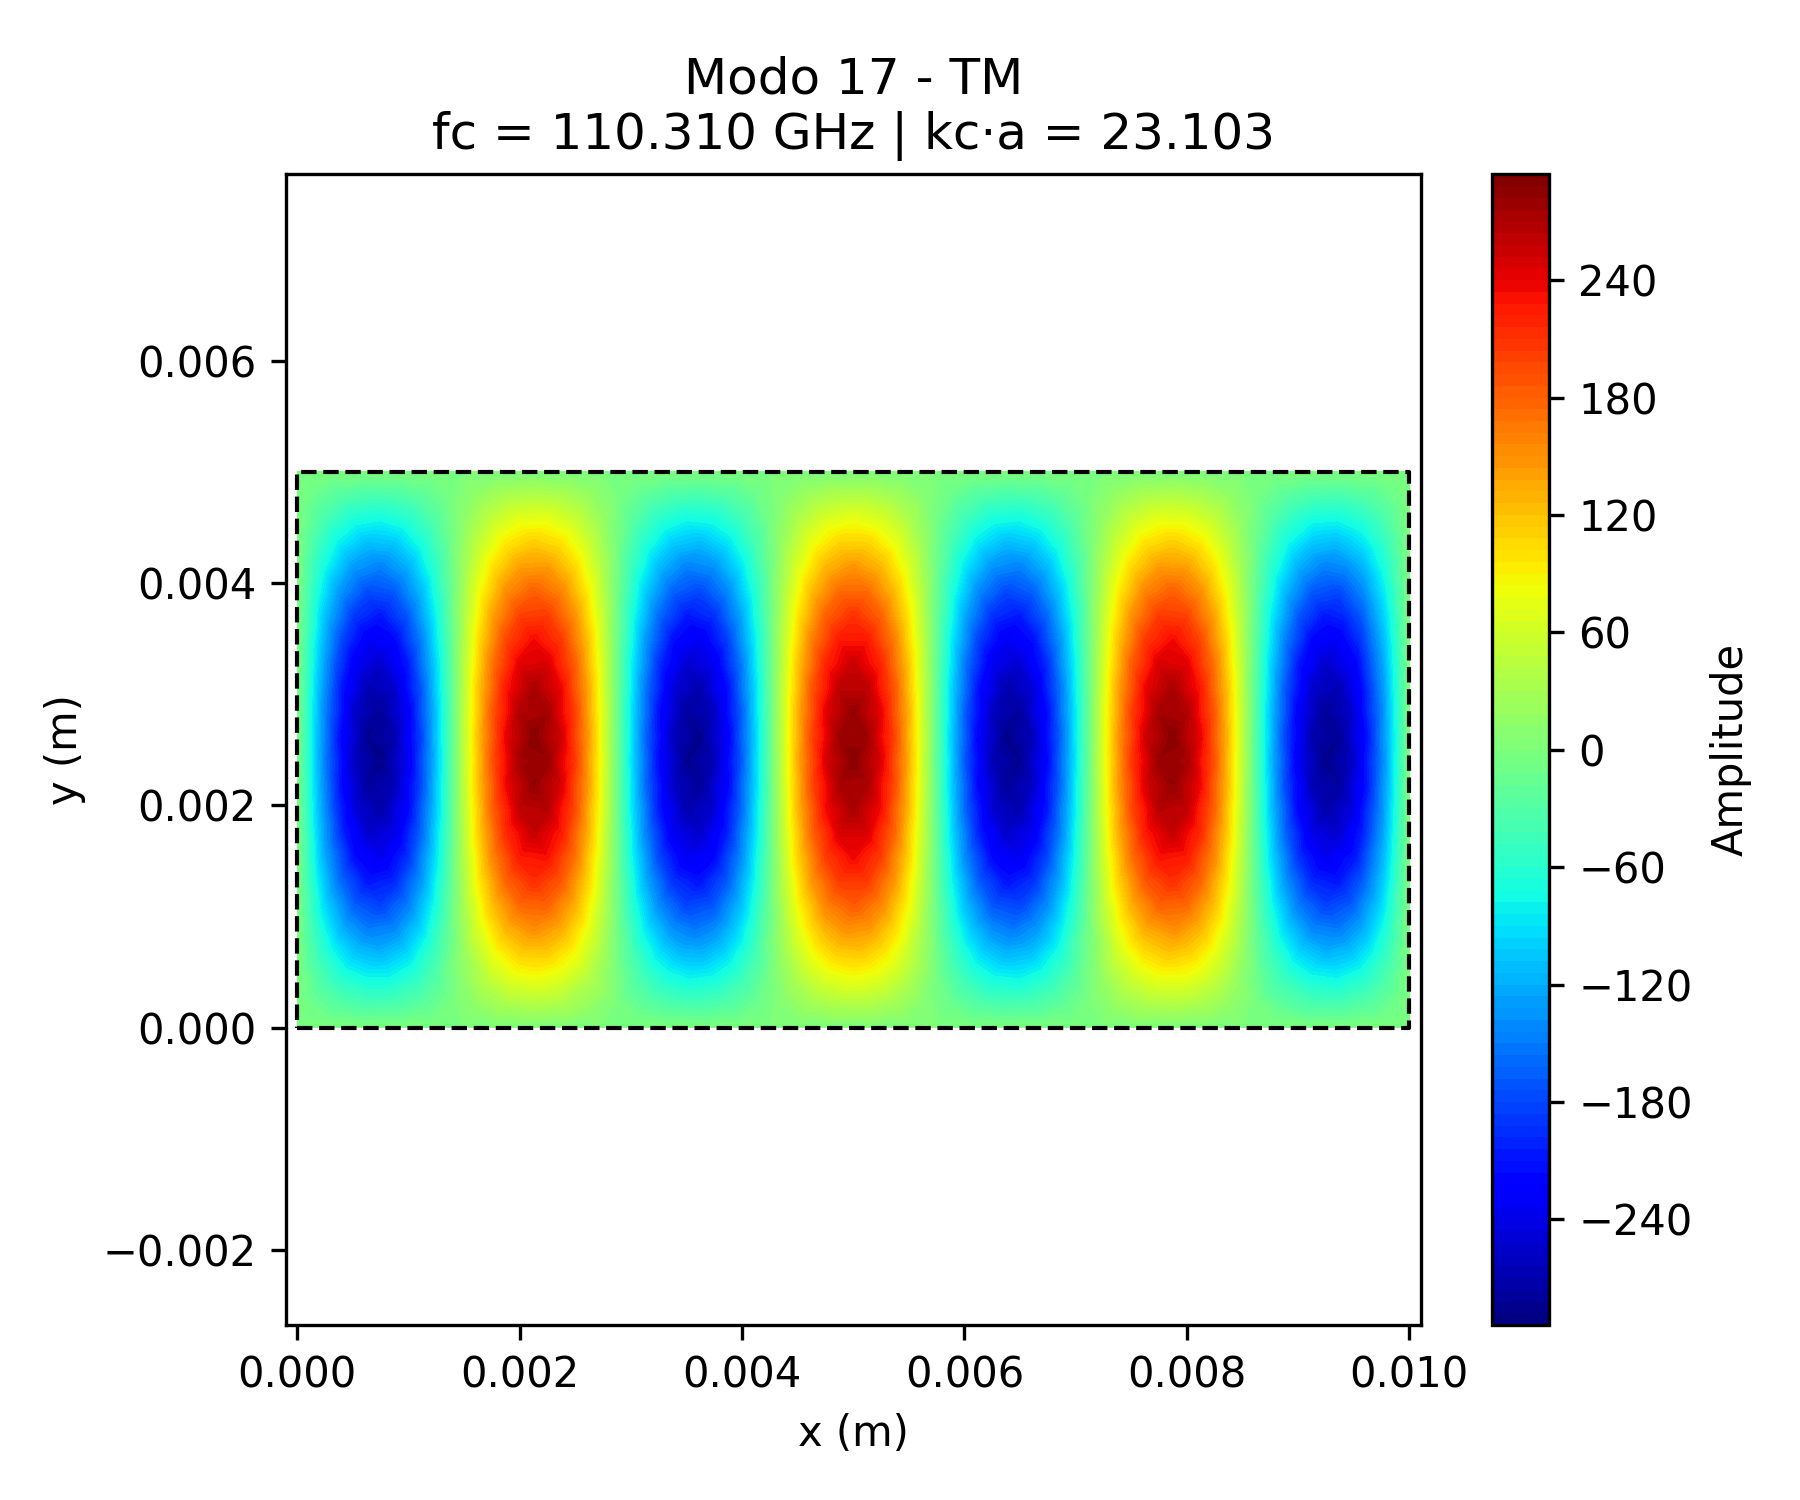 Modo 17 - TM
fc = 110.310 GHz | kc·a = 23.103
y (m)
0.006
0.004
0.002
0.000
−0.002
0.000 0.002 0.004 0.006 0.008 0.010
x (m)
240
180
120
60
0
−60
−120
−180
−240
Amplitude